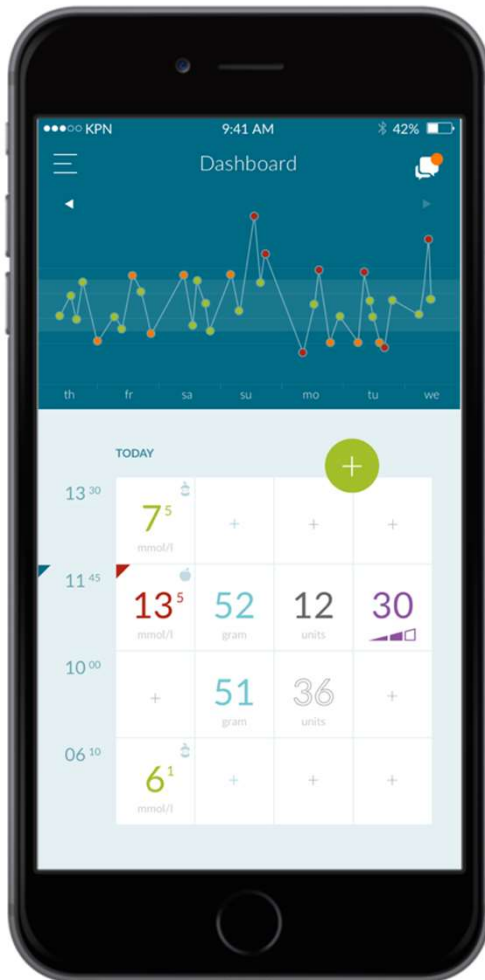 KPN 9:41 AM 42%
Dashboard
th fr sa su mo tu we
TODAY
+
13 30
7 5 + + +
mmol/l
11 45
13 5 52 12 30
mmol/l gram units
10 00
+ 51 36 +
gram units
06 10
6 1 + + +
mmol/l